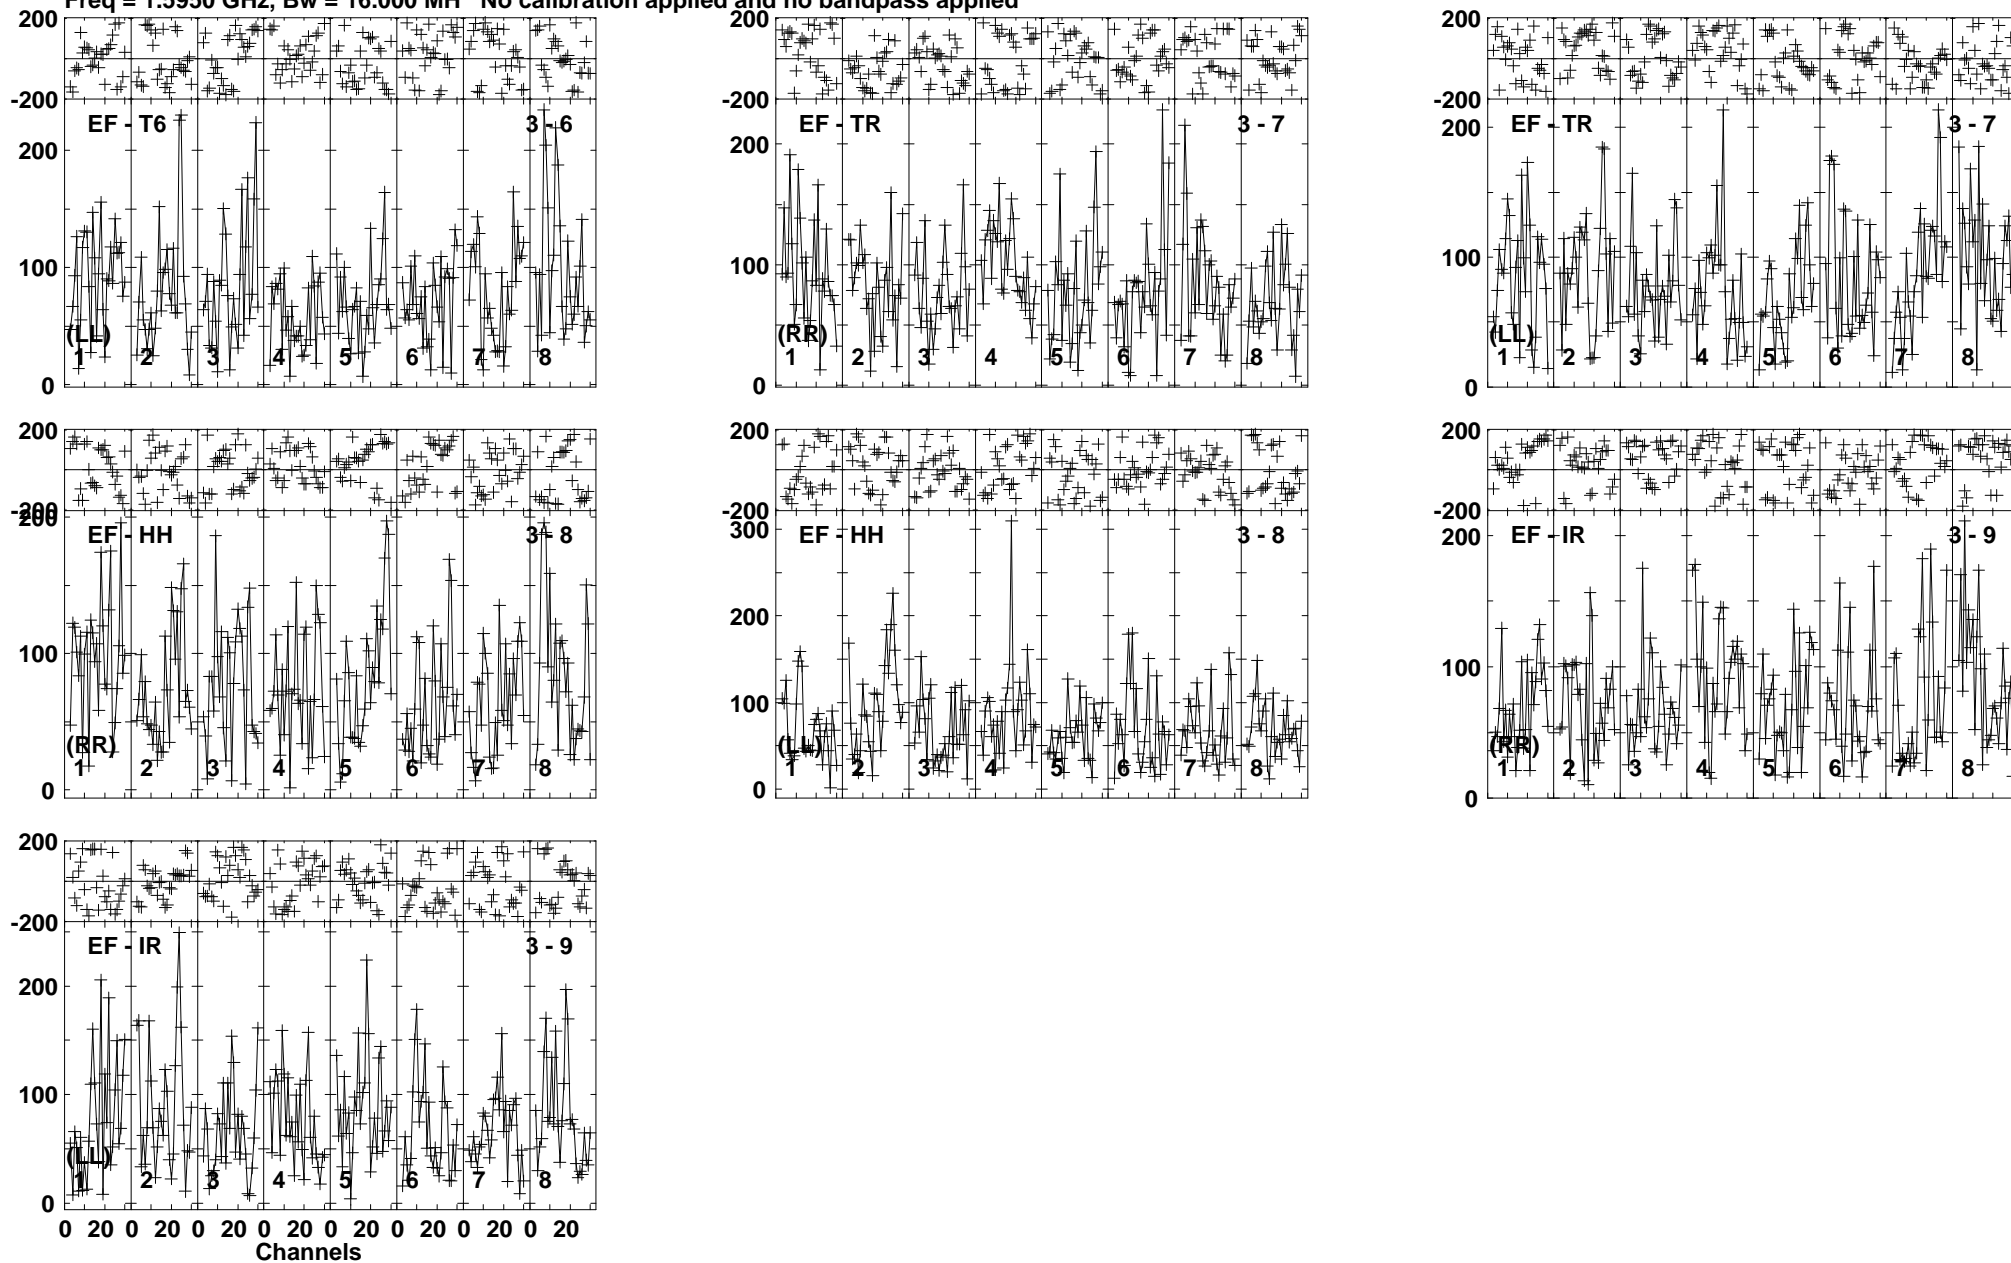 Freq = 1.5950 GHz, Bw = 16.000 MH No calibration applied and no bandpass applied
200
-200
EF - T6 3 - 6
200
100
0
(LL)
1 2 3 4 5 6 7 8
200
-200
EF - TR 3 - 7
200
100
0
(RR)
1 2 3 4 5 6 7 8
200
-200
EF - TR 3 - 7
200
100
0
(LL)
1 2 3 4 5 6 7 8
200
-200
EF - HH 3 - 8
200
100
0
(RR)
1 2 3 4 5 6 7 8
200
-200
EF - HH 3 - 8
300
200
100
0
(LL)
1 2 3 4 5 6 7 8
200
-200
EF - IR 3 - 9
200
100
0
(RR)
1 2 3 4 5 6 7 8
200
-200
EF - IR 3 - 9
200
100
0
(LL)
1 2 3 4 5 6 7 8
0 20 0 20 0 20 0 20 0 20 0 20 0 20 0 20
Channels